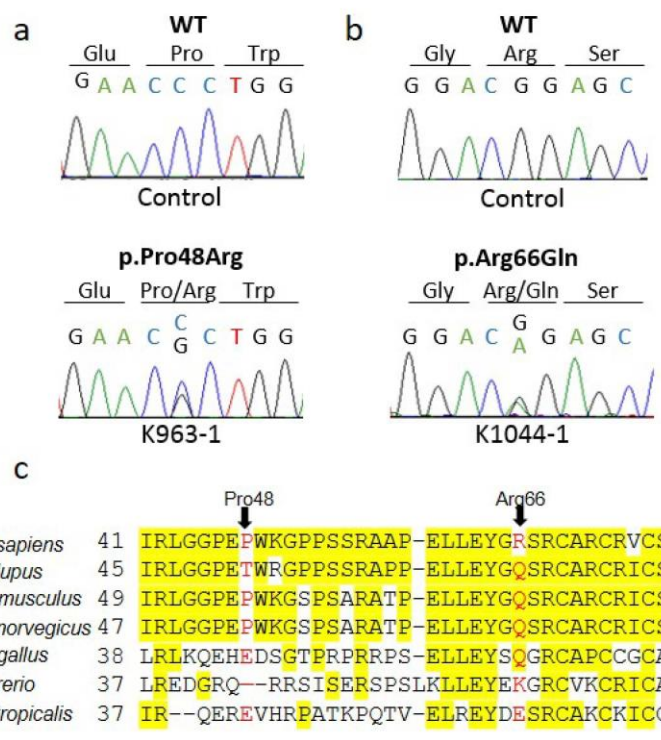 a
WT
Glu Pro Trp
G A A C C C T G G
Control
p.Pro48Arg
Glu Pro/Arg Trp
G A A C C G C T G G
K963-1
b
WT
Gly Arg Ser
G G A C G G A G C
Control
p.Arg66Gln
Gly Arg/Gln Ser
G G A C G A G A G C
K1044-1
c
Pro48 Arg66
sapiens 41 IRLGGPEPWKGPPSSRAAP-ELLEYGRSRCARCRVCS
lupus 45 IRLGGPETWRGPPSSRAPP-ELLEYGQSRCARCRICS
musculus 49 IRLGGPEPWKGSPSARATP-ELLEYGQSRCARCRICS
norvegicus 47 IRLGGPEPWKGSPSARATP-ELLEYGQSRCARCRICS
gallus 38 LRLKQEHEDSGTPRPRRPS-ELLEYSQGRCAPCCGCA
rerio 37 LREDGRQ--RRSISERSPSLKLLEYEKGRCVKCRICA
tropicalis 37 IR--QEREVHRPATKPQTV-ELREYDESRCAKCKIC